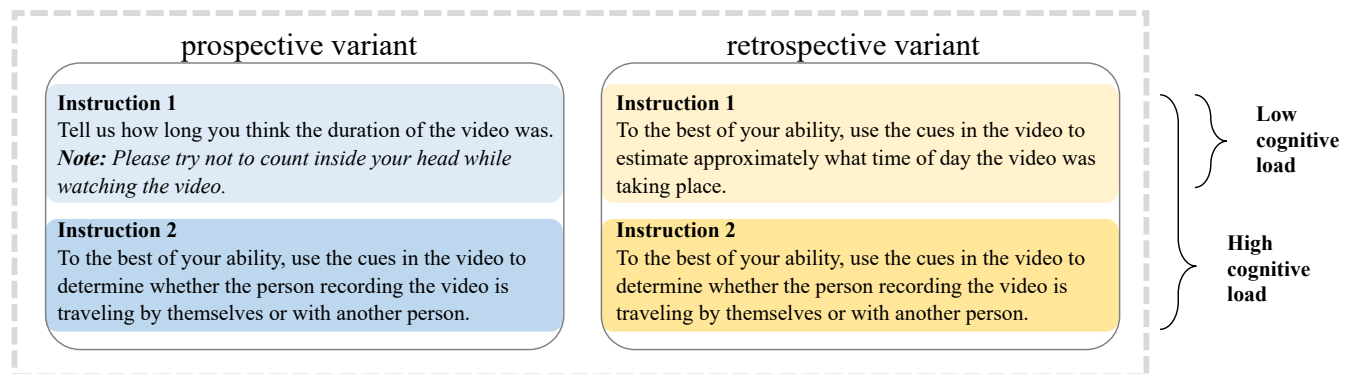 prospective variant
Instruction 1
Tell us how long you think the duration of the video was.
Note: Please try not to count inside your head while
watching the video.
Instruction 2
To the best of your ability, use the cues in the video to
determine whether the person recording the video is
traveling by themselves or with another person.
retrospective variant
Instruction 1
To the best of your ability, use the cues in the video to
estimate approximately what time of day the video was
taking place.
Instruction 2
To the best of your ability, use the cues in the video to
determine whether the person recording the video is
traveling by themselves or with another person.
Low
cognitive
load
High
cognitive
load